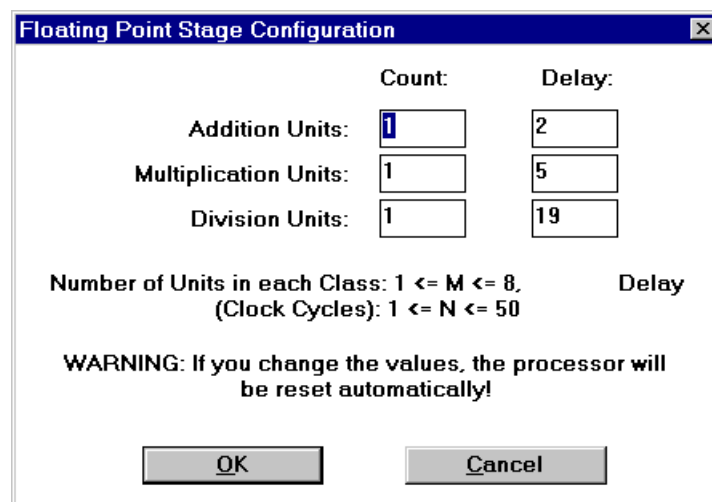 Floating Point Stage Configuration
Count: Delay:
Addition Units: 1 2
Multiplication Units: 1 5
Division Units: 1 19
Number of Units in each Class: 1 <= M <= 8, Delay
(Clock Cycles): 1 <= N <= 50
WARNING: If you change the values, the processor will
be reset automatically!
OK Cancel